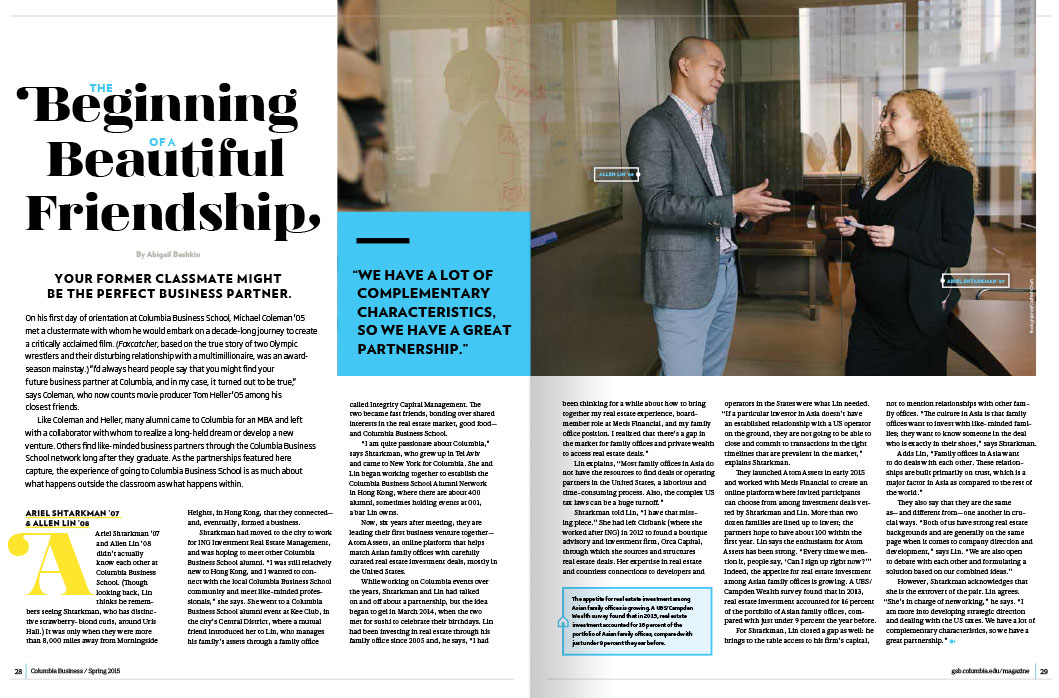 THE
Beginning
OF A
Beautiful
Friendship,
By Abigail Beshkin
YOUR FORMER CLASSMATE MIGHT
BE THE PERFECT BUSINESS PARTNER.
On his first day of orientation at Columbia Business School, Michael Coleman '05
met a clustermate with whom he would embark on a decade-long journey to create
a critically acclaimed film. (Foxcatcher, based on the true story of two Olympic
wrestlers and their disturbing relationship with a multimillionaire, was an award-
season mainstay.) "I'd always heard people say that you might find your
future business partner at Columbia, and in my case, it turned out to be true,"
says Coleman, who now counts movie producer Tom Heller '05 among his
closest friends.
Like Coleman and Heller, many alumni came to Columbia for an MBA and left
with a collaborator with whom to realize a long-held dream or develop a new
venture. Others find like-minded business partners through the Columbia Business
School network long after they graduate. As the partnerships featured here
capture, the experience of going to Columbia Business School is as much about
what happens outside the classroom as what happens within.
ARIEL SHTARKMAN '07
& ALLEN LIN '08
Ariel Shtarkman '07
and Allen Lin '08
didn't actually
know each other at
Columbia Business
School. (Though
looking back, Lin
thinks he remem-
bers seeing Shtarkman, who has distinc-
tive strawberry-blond curls, around Uris
Hall.) It was only when they were more
than 8,000 miles away from Morningside
Heights, in Hong Kong, that they connected—
and, eventually, formed a business.
Shtarkman had moved to the city to work
for ING Investment Real Estate Management,
and was hoping to meet other Columbia
Business School alumni. "I was still relatively
new to Hong Kong, and I wanted to con-
nect with the local Columbia Business School
community and meet like-minded profes-
sionals," she says. She went to a Columbia
Business School alumni event at Kee Club, in
the city's Central District, where a mutual
friend introduced her to Lin, who manages
his family's assets through a family office
"WE HAVE A LOT OF
COMPLEMENTARY
CHARACTERISTICS,
SO WE HAVE A GREAT
PARTNERSHIP."
called Integrity Capital Management. The
two became fast friends, bonding over shared
interests in the real estate market, good food—
and Columbia Business School.
"I am quite passionate about Columbia,"
says Shtarkman, who grew up in Tel Aviv
and came to New York for Columbia. She and
Lin began working together to establish the
Columbia Business School Alumni Network
in Hong Kong, where there are about 400
alumni, sometimes holding events at 001,
a bar Lin owns.
Now, six years after meeting, they are
leading their first business venture together—
Atom Assets, an online platform that helps
match Asian family offices with carefully
curated real estate investment deals, mostly in
the United States.
While working on Columbia events over
the years, Shtarkman and Lin had talked
on and off about a partnership, but the idea
began to gel in March 2014, when the two
met for sushi to celebrate their birthdays. Lin
had been investing in real estate through his
family office since 2005 and, he says, "I had
ALLEN LIN '08
ARIEL SHTARKMAN '07
been thinking for a while about how to bring
together my real estate experience, board-
member role at Metis Financial, and my family
office position. I realized that there's a gap in
the market for family offices and private wealth
to access real estate deals."
Lin explains, "Most family offices in Asia do
not have the resources to find deals or operating
partners in the United States, a laborious and
time-consuming process. Also, the complex US
tax laws can be a huge turnoff."
Shtarkman told Lin, "I have that miss-
ing piece." She had left Citibank (where she
worked after ING) in 2012 to found a boutique
advisory and investment firm, Orca Capital,
through which she sources and structures
real estate deals. Her expertise in real estate
and countless connections to developers and
The appetite for real estate investment among
Asian family offices is growing. A UBS/Campden
Wealth survey found that in 2013, real estate
investment accounted for 16 percent of the
portfolio of Asian family offices, compared with
just under 9 percent the year before.
operators in the States were what Lin needed.
"If a particular investor in Asia doesn't have
an established relationship with a US operator
on the ground, they are not going to be able to
close and commit to transactions in the right
timelines that are prevalent in the market,"
explains Shtarkman.
They launched Atom Assets in early 2015
and worked with Metis Financial to create an
online platform where invited participants
can choose from among investment deals vet-
ted by Shtarkman and Lin. More than two
dozen families are lined up to invest; the
partners hope to have about 100 within the
first year. Lin says the enthusiasm for Atom
Assets has been strong. "Every time we men-
tion it, people say, 'Can I sign up right now?'"
Indeed, the appetite for real estate investment
among Asian family offices is growing. A UBS/
Campden Wealth survey found that in 2013,
real estate investment accounted for 16 percent
of the portfolio of Asian family offices, com-
pared with just under 9 percent the year before.
For Shtarkman, Lin closed a gap as well: he
brings to the table access to his firm's capital,
not to mention relationships with other fam-
ily offices. "The culture in Asia is that family
offices want to invest with like-minded fami-
lies; they want to know someone in the deal
who is exactly in their shoes," says Shtarkman.
Adds Lin, "Family offices in Asia want
to do deals with each other. These relation-
ships are built primarily on trust, which is a
major factor in Asia as compared to the rest of
the world."
They also say that they are the same
as—and different from—one another in cru-
cial ways. "Both of us have strong real estate
backgrounds and are generally on the same
page when it comes to company direction and
development," says Lin. "We are also open
to debate with each other and formulating a
solution based on our combined ideas."
However, Shtarkman acknowledges that
she is the extrovert of the pair. Lin agrees.
"She's in charge of networking," he says. "I
am more into developing strategic direction
and dealing with the US taxes. We have a lot of
complementary characteristics, so we have a
great partnership."
28 Columbia Business / Spring 2015
gsb.columbia.edu/magazine 29